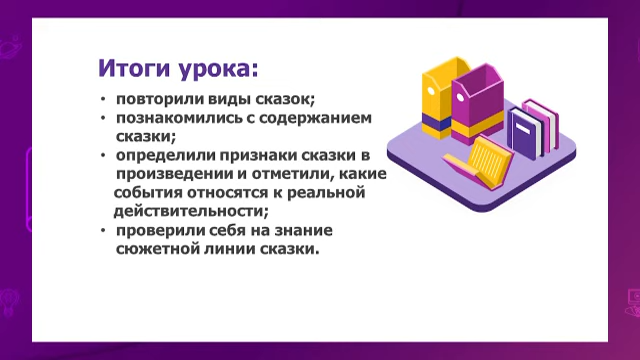 Итоги урока:
• повторили виды сказок;
• познакомились с содержанием
сказки;
• определили признаки сказки в
произведении и отметили, какие
события относятся к реальной
действительности;
• проверили себя на знание
сюжетной линии сказки.